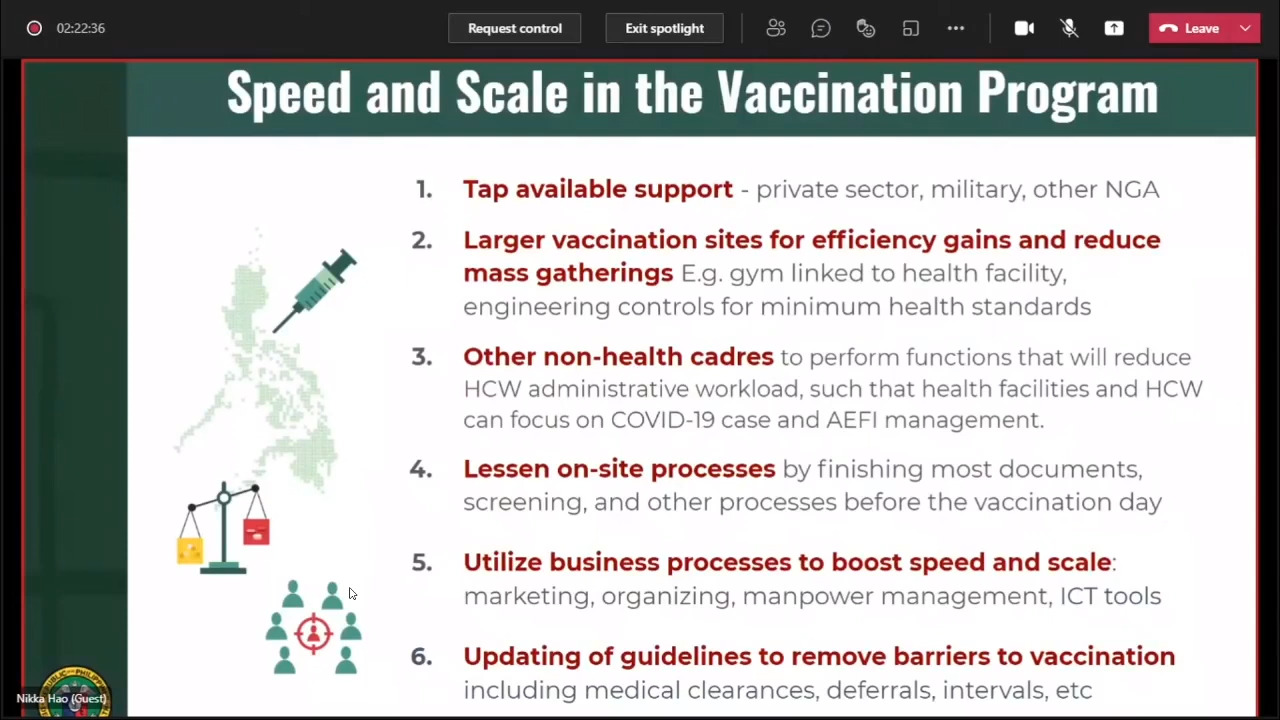 02:22:36
Request control
Exit spotlight
Leave
Speed and Scale in the Vaccination Program
1. Tap available support - private sector, military, other NGA
2. Larger vaccination sites for efficiency gains and reduce
mass gatherings E.g. gym linked to health facility,
engineering controls for minimum health standards
3. Other non-health cadres to perform functions that will reduce
HCW administrative workload, such that health facilities and HCW
can focus on COVID-19 case and AEFI management.
4. Lessen on-site processes by finishing most documents,
screening, and other processes before the vaccination day
5. Utilize business processes to boost speed and scale:
marketing, organizing, manpower management, ICT tools
6. Updating of guidelines to remove barriers to vaccination
including medical clearances, deferrals, intervals, etc
Nikka Hao (Guest)